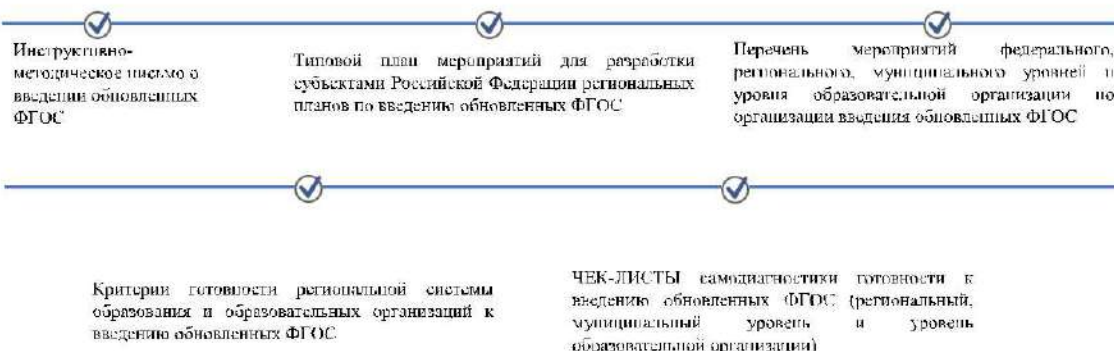 Инструктивно-
методическое письмо о
введении обновленных
ФГОС
Типовой план мероприятий для разработки
субъектами Российской Федерации региональных
планов по введению обновленных ФГОС
Перечень мероприятий федерального,
регионального, муниципального уровней и
уровня образовательной организации по
организации введения обновленных ФГОС
Критерии готовности региональной системы
образования и образовательных организаций к
введению обновленных ФГОС
ЧЕК-ЛИСТЫ самодиагностики готовности к
введению обновленных ФГОС (региональный,
муниципальный уровень и уровень
образовательной организации)